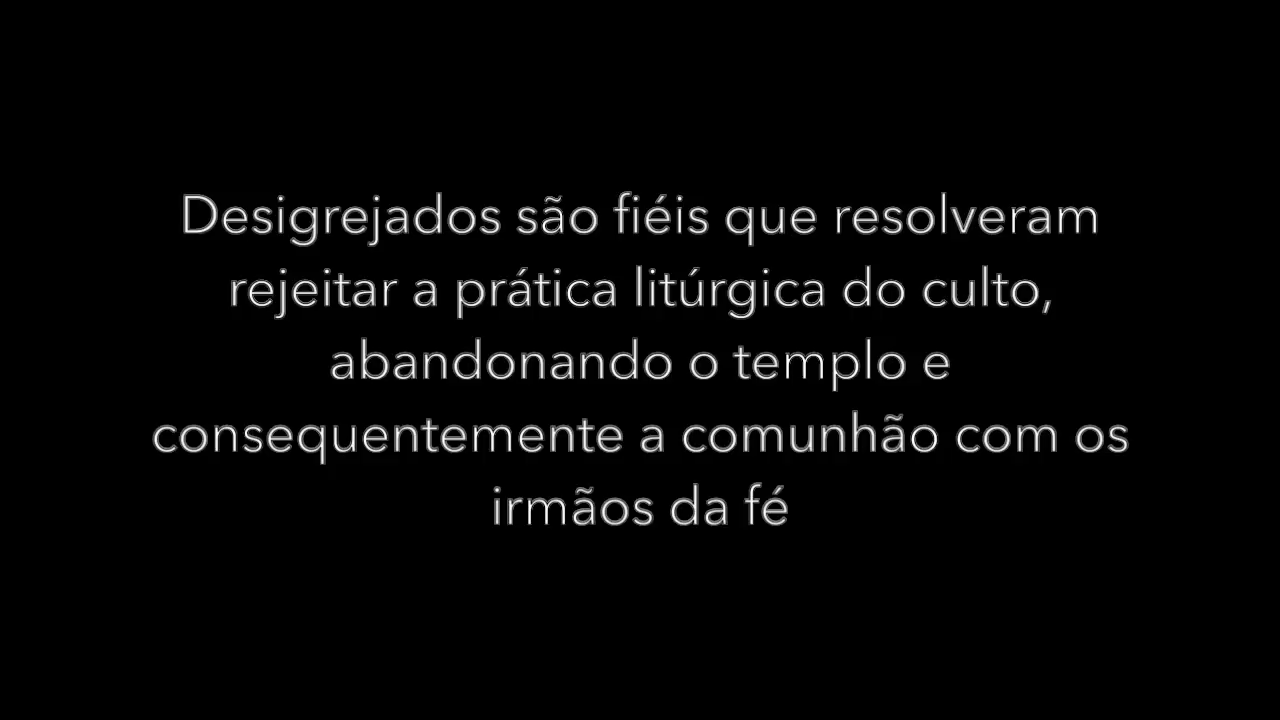 Desigrejados são fiéis que resolveram
rejeitar a prática litúrgica do culto,
abandonando o templo e
consequentemente a comunhão com os
irmãos da fé